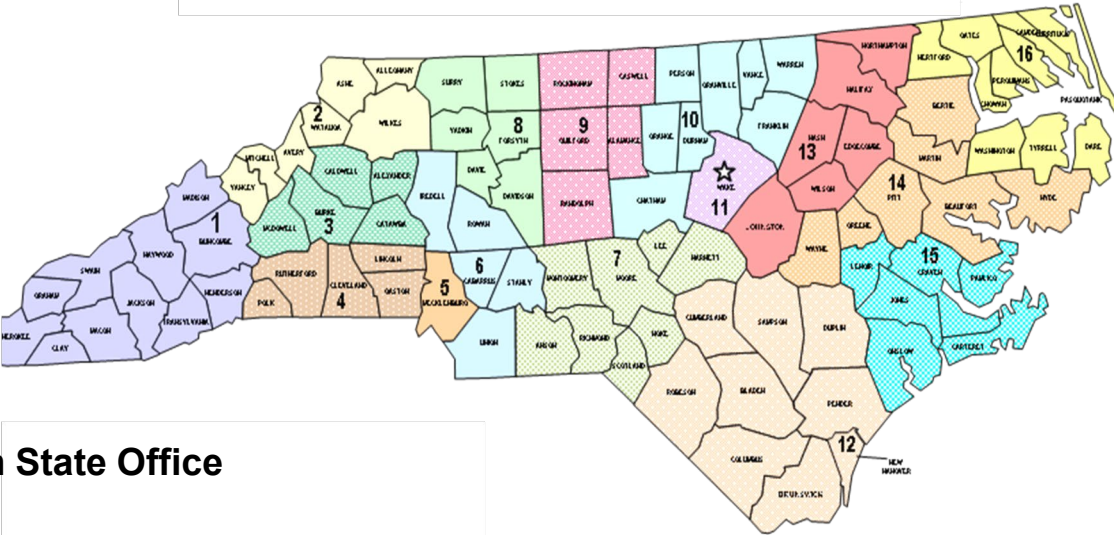 ASHE
ALLEGHANY
SURRY
STOKES
ROCKINGHAM
CASWELL
PERSON
GRANVILLE
VANCE
WARREN
NORTHAMPTON
GATES
HERTFORD
16
PERQUIMANS
CHOWAN
PASQUOTANK
HALIFAX
BERTIE
2
WATAUGA
WILKES
YADKIN
8
FORSYTH
9
GUILFORD
ALAMANCE
ORANGE
10
DURHAM
FRANKLIN
NASH
13
EDGECOMBE
MARTIN
WASHINGTON
TYRRELL
DARE
MITCHELL
AVERY
YANCEY
CALDWELL
ALEXANDER
IREDELL
DAVIE
DAVIDSON
RANDOLPH
CHATHAM
WAKE
11
WILSON
14
PITT
BEAUFORT
HYDE
MADISON
1
BUNCOMBE
MCDOWELL
BURKE
3
CATAWBA
ROWAN
LEE
HARNETT
JOHNSTON
WAYNE
GREENE
LENOIR
15
CRAVEN
PAMLICO
SWAIN
HAYWOOD
HENDERSON
RUTHERFORD
LINCOLN
CLEVELAND
4
GASTON
5
MECKLENBURG
6
CABARRUS
STANLY
MONTGOMERY
7
MOORE
GRAHAM
JACKSON
TRANSYLVANIA
POLK
CUMBERLAND
SAMPSON
DUPLIN
JONES
CHEROKEE
MACON
CLAY
UNION
ANSON
RICHMOND
HOKE
SCOTLAND
ONSLOW
CARTERET
ROBESON
BLADEN
PENDER
COLUMBUS
12
NEW
HANOVER
BRUNSWICK
State Office